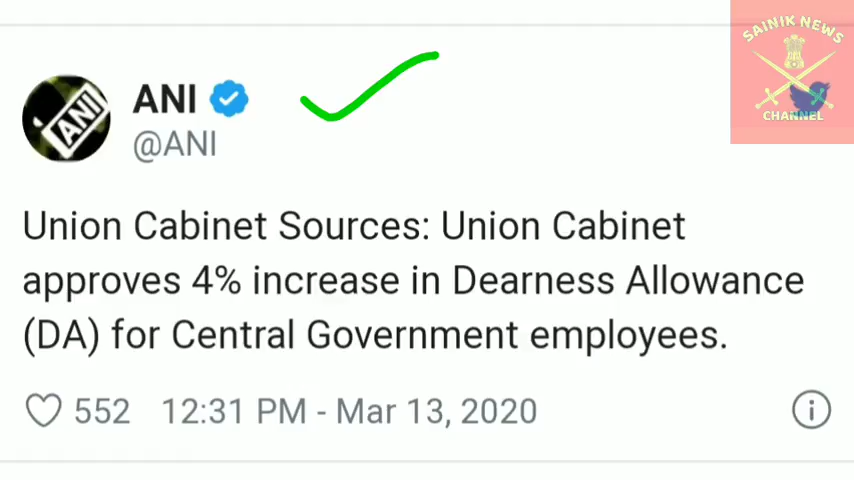 SAINIK NEWS
CHANNEL
ANI
ANI
@ANI
Union Cabinet Sources: Union Cabinet
approves 4% increase in Dearness Allowance
(DA) for Central Government employees.
552 12:31 PM - Mar 13, 2020